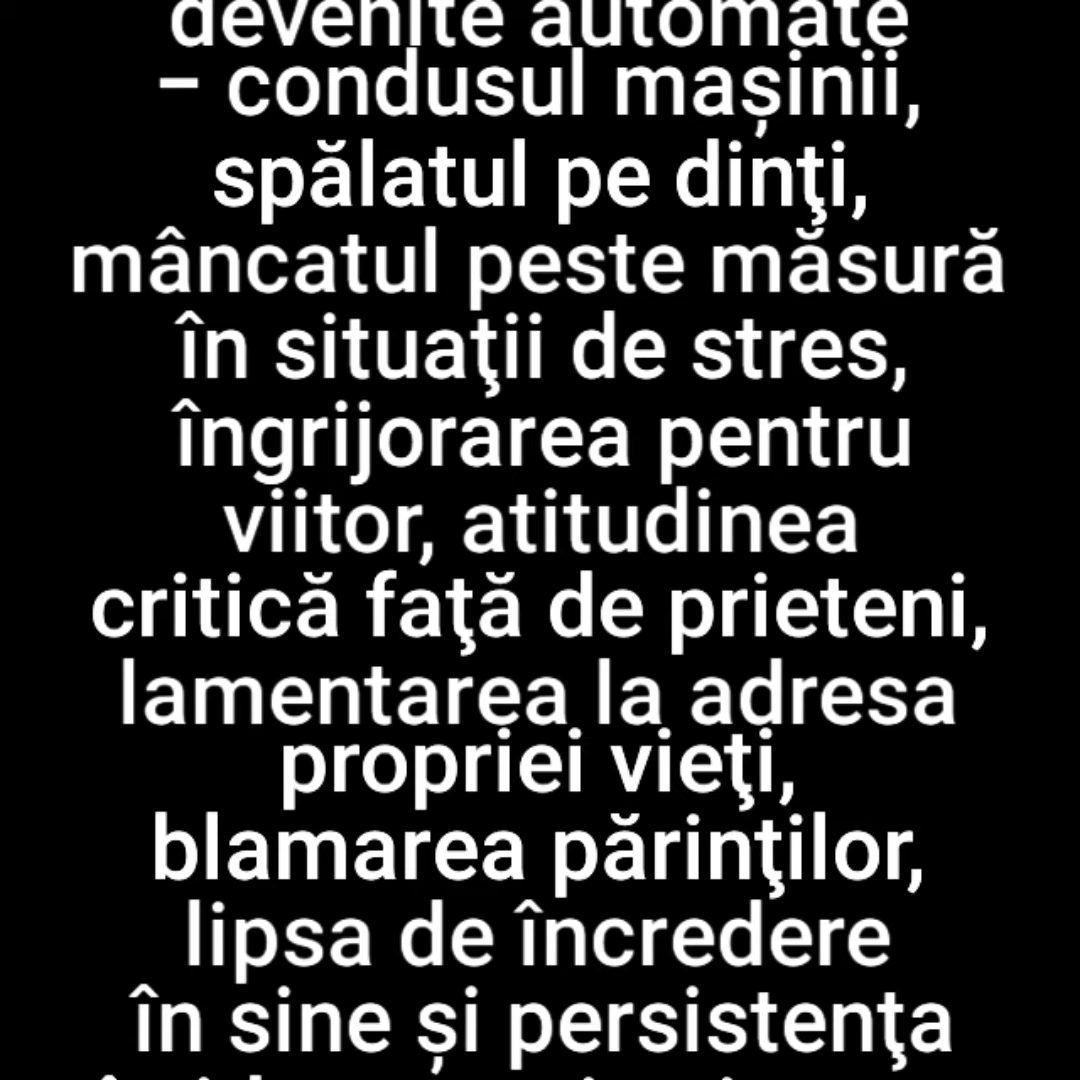 devenite automate
– condusul mașinii,
spălatul pe dinţi,
mâncatul peste măsură
în situaţii de stres,
îngrijorarea pentru
viitor, atitudinea
critică faţă de prieteni,
lamentarea la adresa
propriei vieţi,
blamarea părinţilor,
lipsa de încredere
în sine și persistenţa